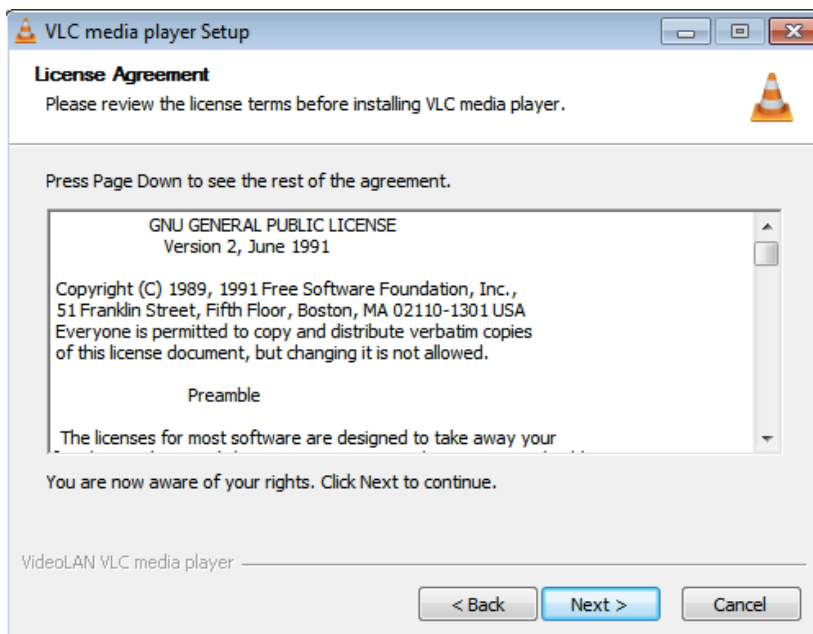 VLC media player Setup
License Agreement
Please review the license terms before installing VLC media player.
Press Page Down to see the rest of the agreement.
GNU GENERAL PUBLIC LICENSE
Version 2, June 1991
Copyright (C) 1989, 1991 Free Software Foundation, Inc.,
51 Franklin Street, Fifth Floor, Boston, MA 02110-1301 USA
Everyone is permitted to copy and distribute verbatim copies
of this license document, but changing it is not allowed.
Preamble
The licenses for most software are designed to take away your
You are now aware of your rights. Click Next to continue.
VideoLAN VLC media player
< Back
Next >
Cancel